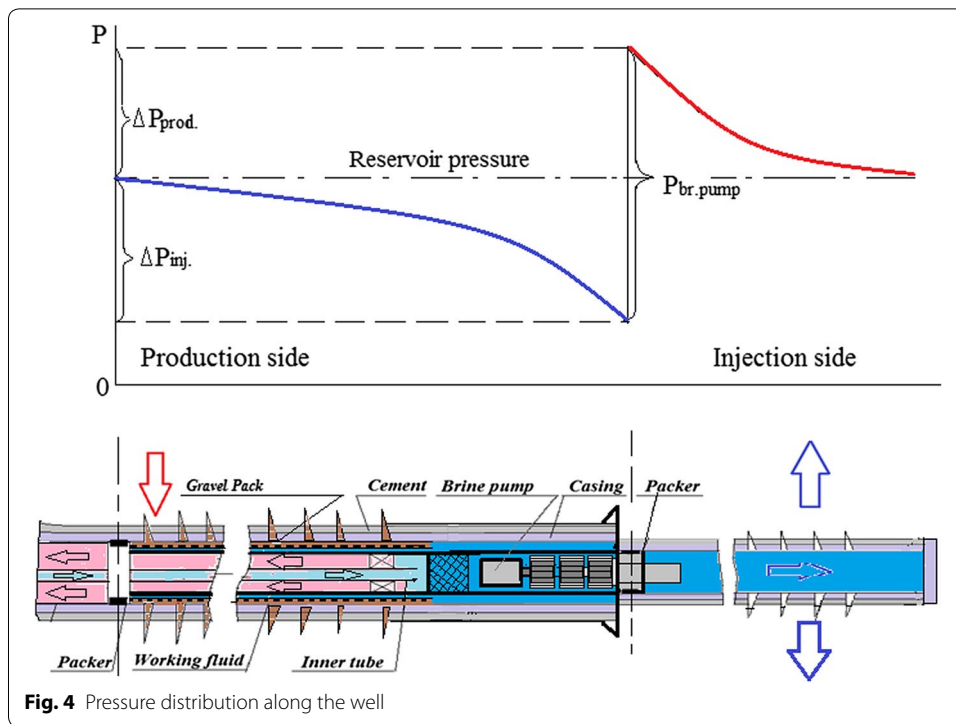 P
ΔPprod.
Reservoir pressure
Pbr.pump
ΔPinj.
Production side
Injection side
0
Gravel Pack
Cement
Brine pump
Casing
Packer
Packer
Working fluid
Inner tube
Fig. 4 Pressure distribution along the well